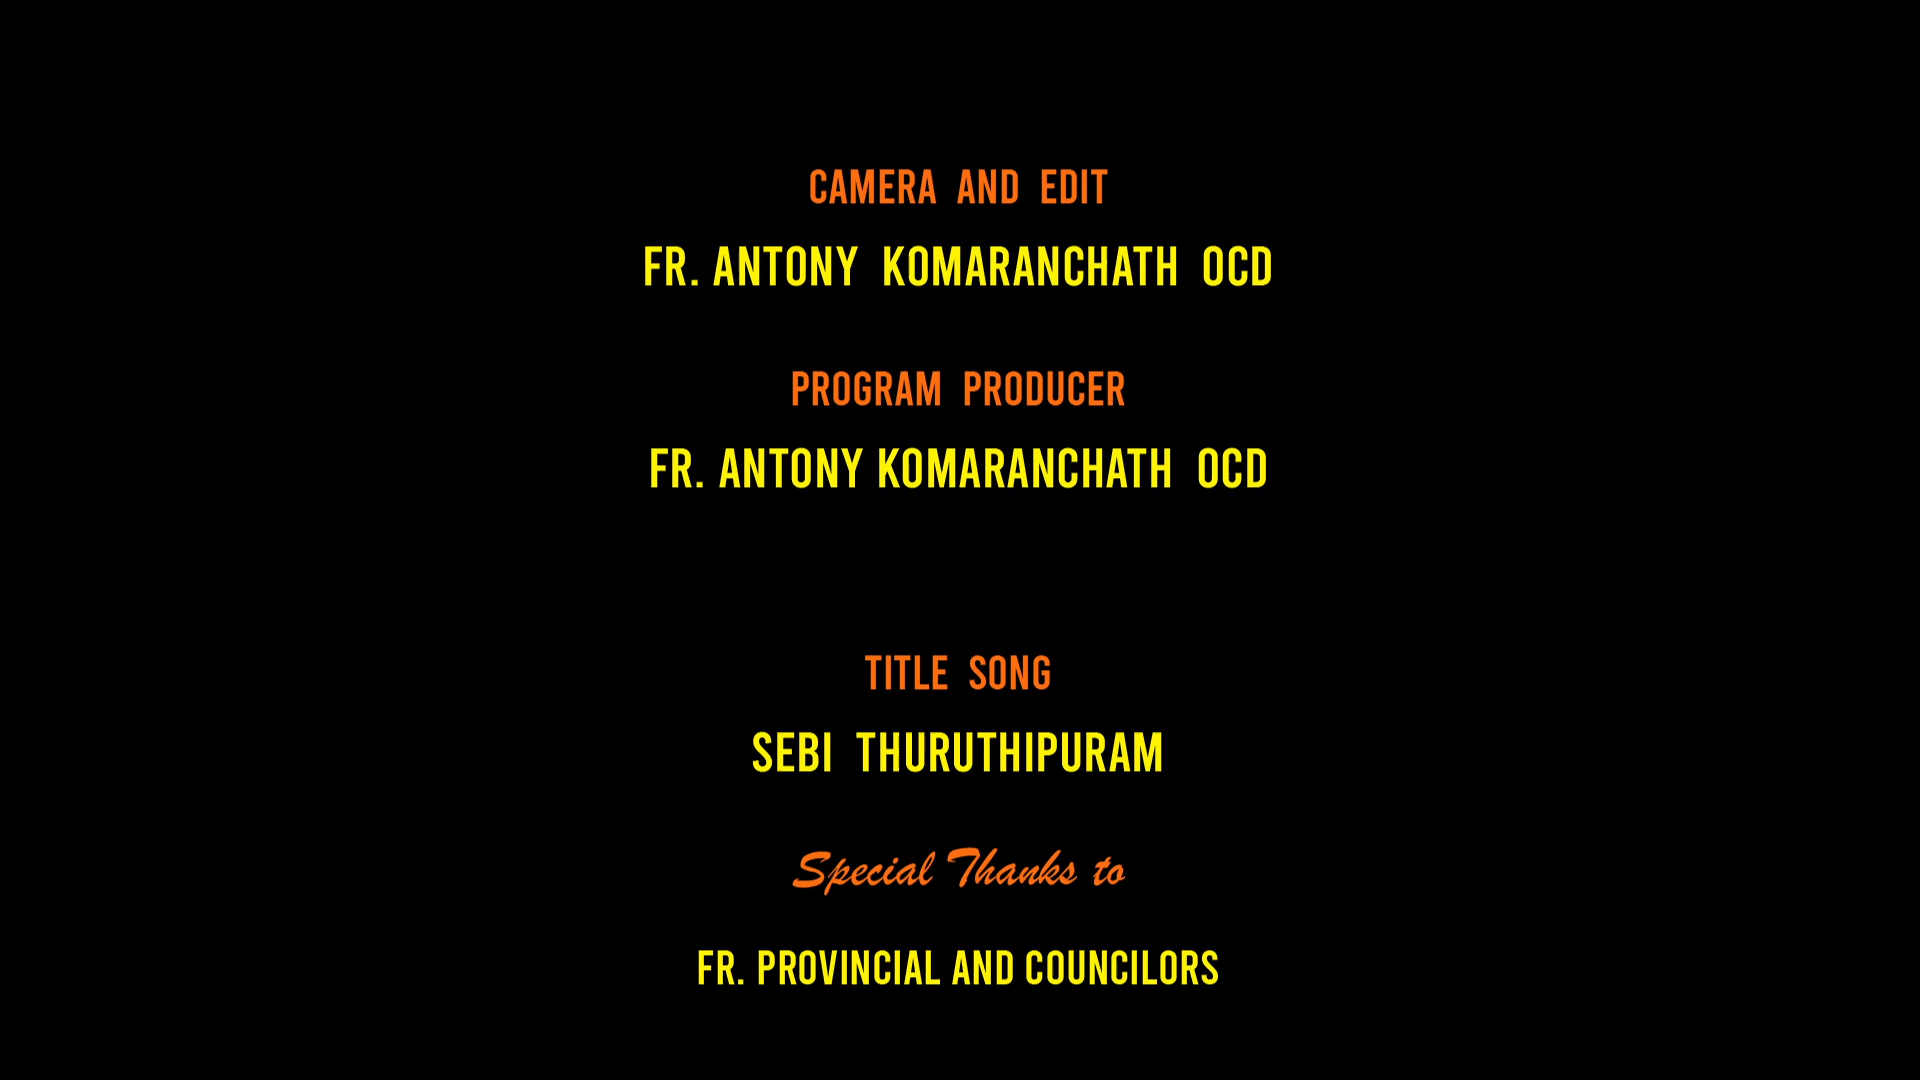 CAMERA AND EDIT
FR. ANTONY KOMARANCHATH OCD
PROGRAM PRODUCER
FR. ANTONY KOMARANCHATH OCD
TITLE SONG
SEBI THURUTHIPURAM
Special Thanks to
FR. PROVINCIAL AND COUNCILORS